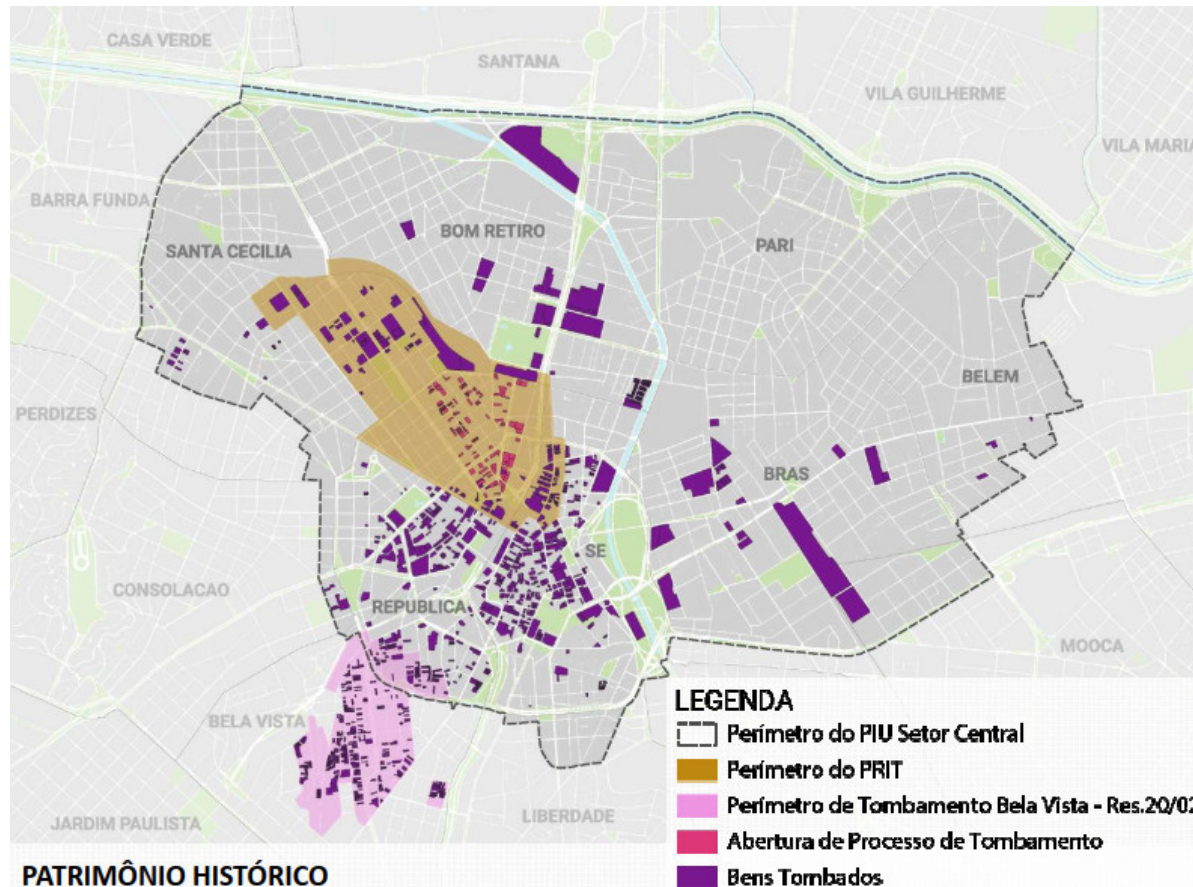 CASA VERDE
SANTANA
VILA GUILHERME
VILA MARIA
BARRA FUNDA
BOM RETIRO
PARI
SANTA CECILIA
BELEM
PERDIZES
BRAS
SE
CONSOLACAO
REPUBLICA
MOOCA
BELA VISTA
LIBERDADE
JARDIM PAULISTA
LEGENDA
Perímetro do PIU Setor Central
Perímetro do PRIT
Perímetro de Tombamento Bela Vista - Res.20/02
Abertura de Processo de Tombamento
Bens Tombados
PATRIMÔNIO HISTÓRICO